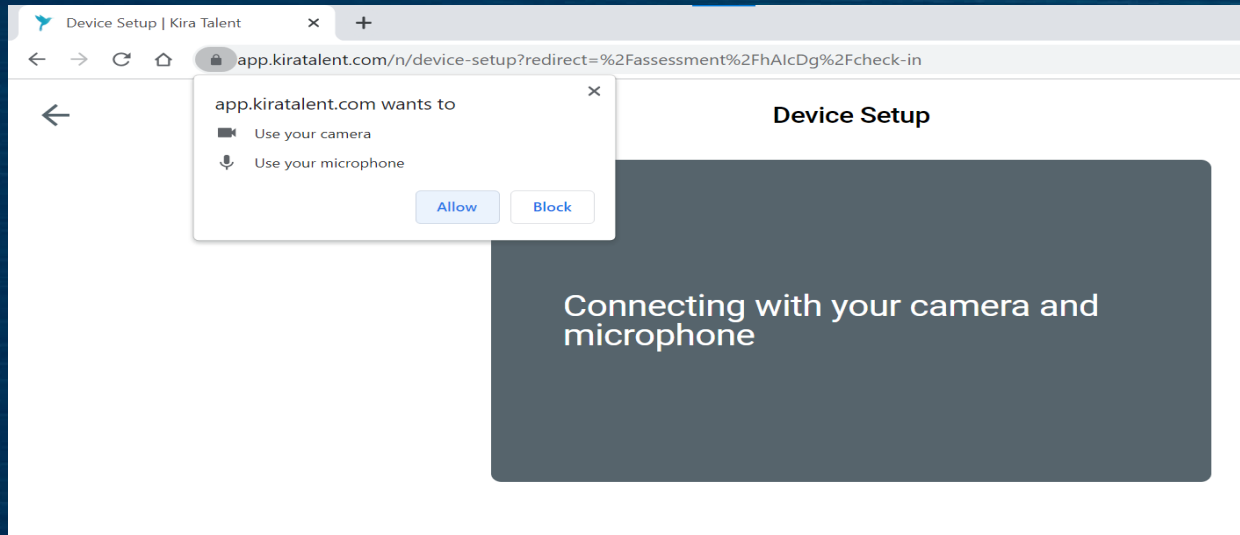 Device Setup | Kira Talent
app.kiratalent.com/n/device-setup?redirect=%2Fassessment%2FhAIcDg%2Fcheck-in
app.kiratalent.com wants to
Use your camera
Use your microphone
Allow Block
Device Setup
Connecting with your camera and
microphone